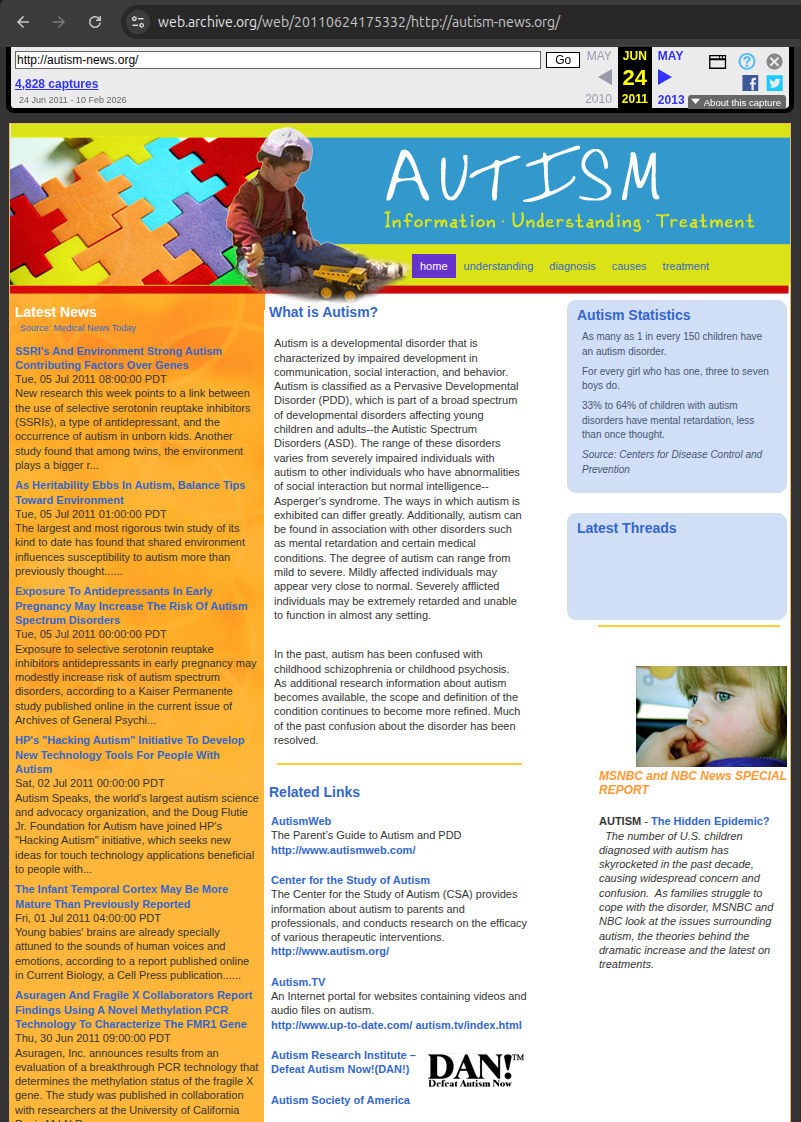 web.archive.org/web/20110624175332/http://autism-news.org/
http://autism-news.org/
Go
MAY
JUN
MAY
4,828 captures
24
24 Jun 2011 - 10 Feb 2026
2010
2011
2013
About this capture
AUTISM
Information · Understanding · Treatment
home
understanding
diagnosis
causes
treatment
Latest News
Source: Medical News Today
SSRI's And Environment Strong Autism
Contributing Factors Over Genes
Tue, 05 Jul 2011 08:00:00 PDT
New research this week points to a link between
the use of selective serotonin reuptake inhibitors
(SSRIs), a type of antidepressant, and the
occurrence of autism in unborn kids. Another
study found that among twins, the environment
plays a bigger r...
As Heritability Ebbs In Autism, Balance Tips
Toward Environment
Tue, 05 Jul 2011 01:00:00 PDT
The largest and most rigorous twin study of its
kind to date has found that shared environment
influences susceptibility to autism more than
previously thought......
Exposure To Antidepressants In Early
Pregnancy May Increase The Risk Of Autism
Spectrum Disorders
Tue, 05 Jul 2011 00:00:00 PDT
Exposure to selective serotonin reuptake
inhibitors antidepressants in early pregnancy may
modestly increase risk of autism spectrum
disorders, according to a Kaiser Permanente
study published online in the current issue of
Archives of General Psychi...
HP's "Hacking Autism" Initiative To Develop
New Technology Tools For People With
Autism
Sat, 02 Jul 2011 00:00:00 PDT
Autism Speaks, the world's largest autism science
and advocacy organization, and the Doug Flutie
Jr. Foundation for Autism have joined HP's
"Hacking Autism" initiative, which seeks new
ideas for touch technology applications beneficial
to people with...
The Infant Temporal Cortex May Be More
Mature Than Previously Reported
Fri, 01 Jul 2011 04:00:00 PDT
Young babies' brains are already specially
attuned to the sounds of human voices and
emotions, according to a report published online
in Current Biology, a Cell Press publication......
Asuragen And Fragile X Collaborators Report
Findings Using A Novel Methylation PCR
Technology To Characterize The FMR1 Gene
Thu, 30 Jun 2011 09:00:00 PDT
Asuragen, Inc. announces results from an
evaluation of a breakthrough PCR technology that
determines the methylation status of the fragile X
gene. The study was published in collaboration
with researchers at the University of California
What is Autism?
Autism is a developmental disorder that is
characterized by impaired development in
communication, social interaction, and behavior.
Autism is classified as a Pervasive Developmental
Disorder (PDD), which is part of a broad spectrum
of developmental disorders affecting young
children and adults--the Autistic Spectrum
Disorders (ASD). The range of these disorders
varies from severely impaired individuals with
autism to other individuals who have abnormalities
of social interaction but normal intelligence--
Asperger's syndrome. The ways in which autism is
exhibited can differ greatly. Additionally, autism can
be found in association with other disorders such
as mental retardation and certain medical
conditions. The degree of autism can range from
mild to severe. Mildly affected individuals may
appear very close to normal. Severely afflicted
individuals may be extremely retarded and unable
to function in almost any setting.
In the past, autism has been confused with
childhood schizophrenia or childhood psychosis.
As additional research information about autism
becomes available, the scope and definition of the
condition continues to become more refined. Much
of the past confusion about the disorder has been
resolved.
Related Links
AutismWeb
The Parent's Guide to Autism and PDD
http://www.autismweb.com/
Center for the Study of Autism
The Center for the Study of Autism (CSA) provides
information about autism to parents and
professionals, and conducts research on the efficacy
of various therapeutic interventions.
http://www.autism.org/
Autism.TV
An Internet portal for websites containing videos and
audio files on autism.
http://www.up-to-date.com/ autism.tv/index.html
Autism Research Institute –
Defeat Autism Now!(DAN!)
DAN!™
Defeat Autism Now
Autism Society of America
Autism Statistics
As many as 1 in every 150 children have
an autism disorder.
For every girl who has one, three to seven
boys do.
33% to 64% of children with autism
disorders have mental retardation, less
than once thought.
Source: Centers for Disease Control and
Prevention
Latest Threads
MSNBC and NBC News SPECIAL
REPORT
AUTISM - The Hidden Epidemic?
The number of U.S. children
diagnosed with autism has
skyrocketed in the past decade,
causing widespread concern and
confusion. As families struggle to
cope with the disorder, MSNBC and
NBC look at the issues surrounding
autism, the theories behind the
dramatic increase and the latest on
treatments.